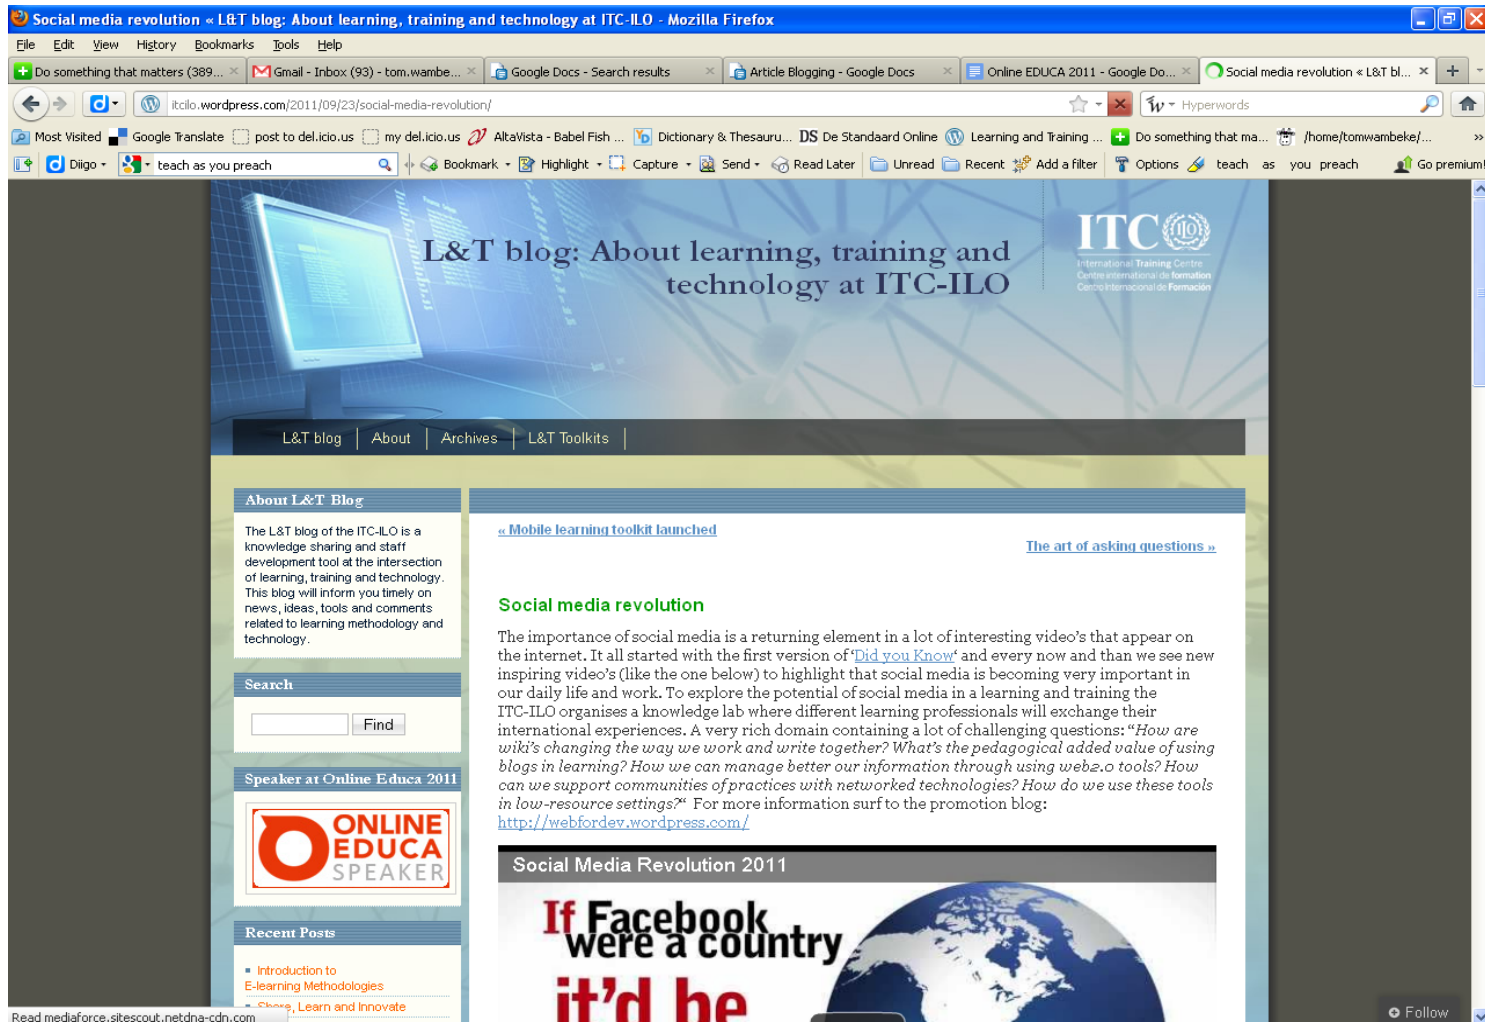 Social media revolution « L&T blog: About learning, training and technology at ITC-ILO - Mozilla Firefox
File Edit View History Bookmarks Tools Help
Do something that matters (389... Gmail - Inbox (93) - tom.wambe... Google Docs - Search results Article Blogging - Google Docs Online EDUCA 2011 - Google Do... Social media revolution « L&T bl...
itcilo.wordpress.com/2011/09/23/social-media-revolution/ Hyperwords
Most Visited Google Translate post to del.icio.us my del.icio.us AltaVista - Babel Fish ... Dictionary & Thesauru... DS De Standaard Online Learning and Training ... Do something that ma... /home/tomwambeke/... »
Diigo teach as you preach Bookmark Highlight Capture Send Read Later Unread Recent Add a filter Options teach as you preach Go premium!
L&T blog: About learning, training and
technology at ITC-ILO
ITC
International Training Centre
Centre international de formation
Centro Internacional de Formación
L&T blog About Archives L&T Toolkits
About L&T Blog
The L&T blog of the ITC-ILO is a
knowledge sharing and staff
development tool at the intersection
of learning, training and technology.
This blog will inform you timely on
news, ideas, tools and comments
related to learning methodology and
technology.
Search
Find
Speaker at Online Educa 2011
ONLINE
EDUCA
SPEAKER
Recent Posts
Introduction to
E-learning Methodologies
Share, Learn and Innovate
« Mobile learning toolkit launched
The art of asking questions »
Social media revolution
The importance of social media is a returning element in a lot of interesting video's that appear on
the internet. It all started with the first version of ‘Did you Know‘ and every now and than we see new
inspiring video's (like the one below) to highlight that social media is becoming very important in
our daily life and work. To explore the potential of social media in a learning and training the
ITC-ILO organises a knowledge lab where different learning professionals will exchange their
international experiences. A very rich domain containing a lot of challenging questions: “How are
wiki's changing the way we work and write together? What's the pedagogical added value of using
blogs in learning? How we can manage better our information through using web2.0 tools? How
can we support communities of practices with networked technologies? How do we use these tools
in low-resource settings?“ For more information surf to the promotion blog:
http://webfordev.wordpress.com/
Social Media Revolution 2011
If Facebook
were a country
it'd be
Follow
Read mediaforce.sitescout.netdna-cdn.com